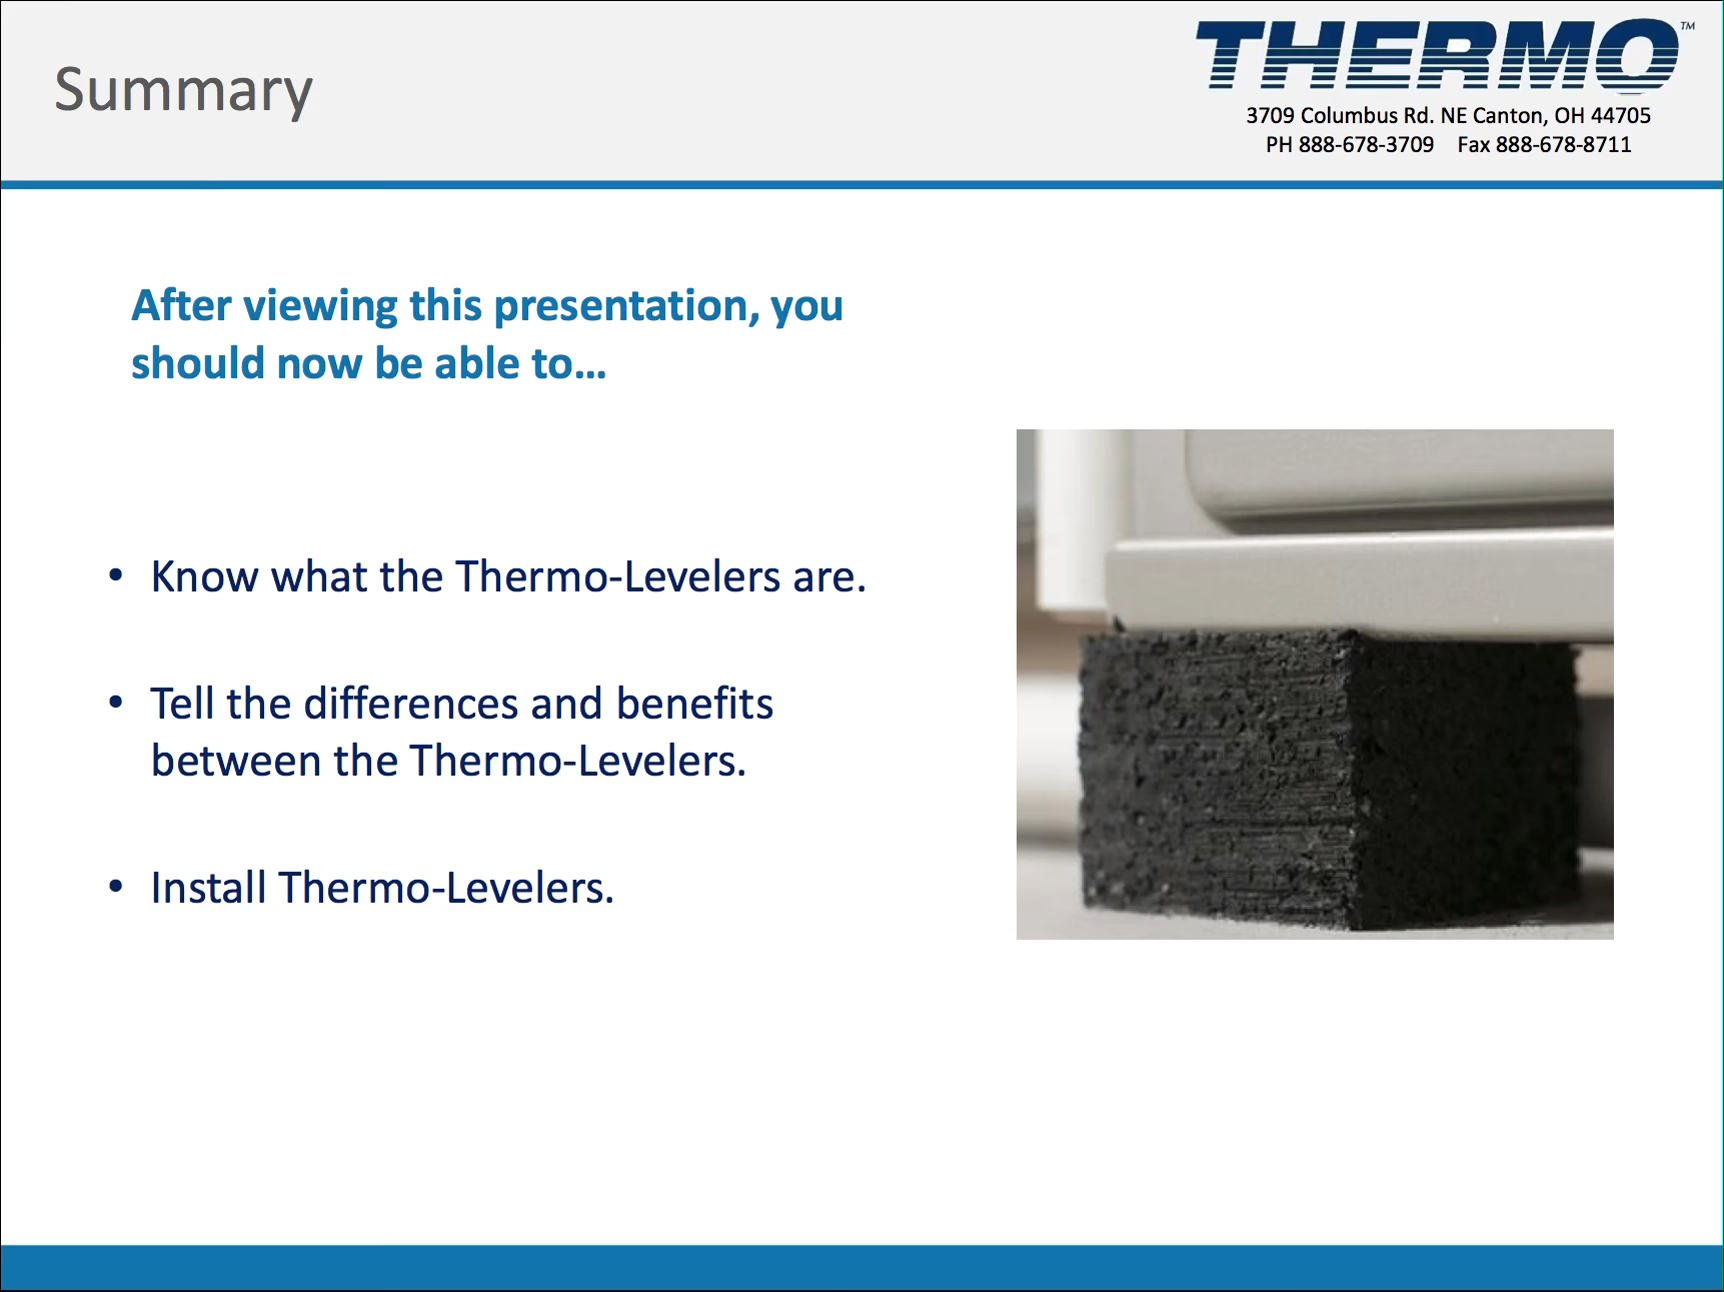 Summary
THERMO™
3709 Columbus Rd. NE Canton, OH 44705
PH 888-678-3709 Fax 888-678-8711
After viewing this presentation, you
should now be able to…
• Know what the Thermo-Levelers are.
• Tell the differences and benefits
between the Thermo-Levelers.
• Install Thermo-Levelers.